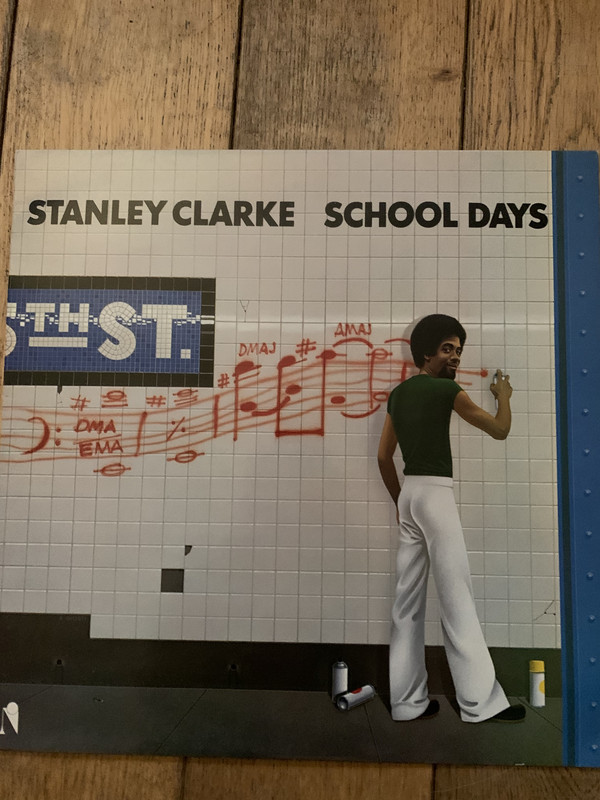 STANLEY CLARKE SCHOOL DAYS
5TH ST.
DMAJ # AMAJ
#
# #
DMA
EMA
N